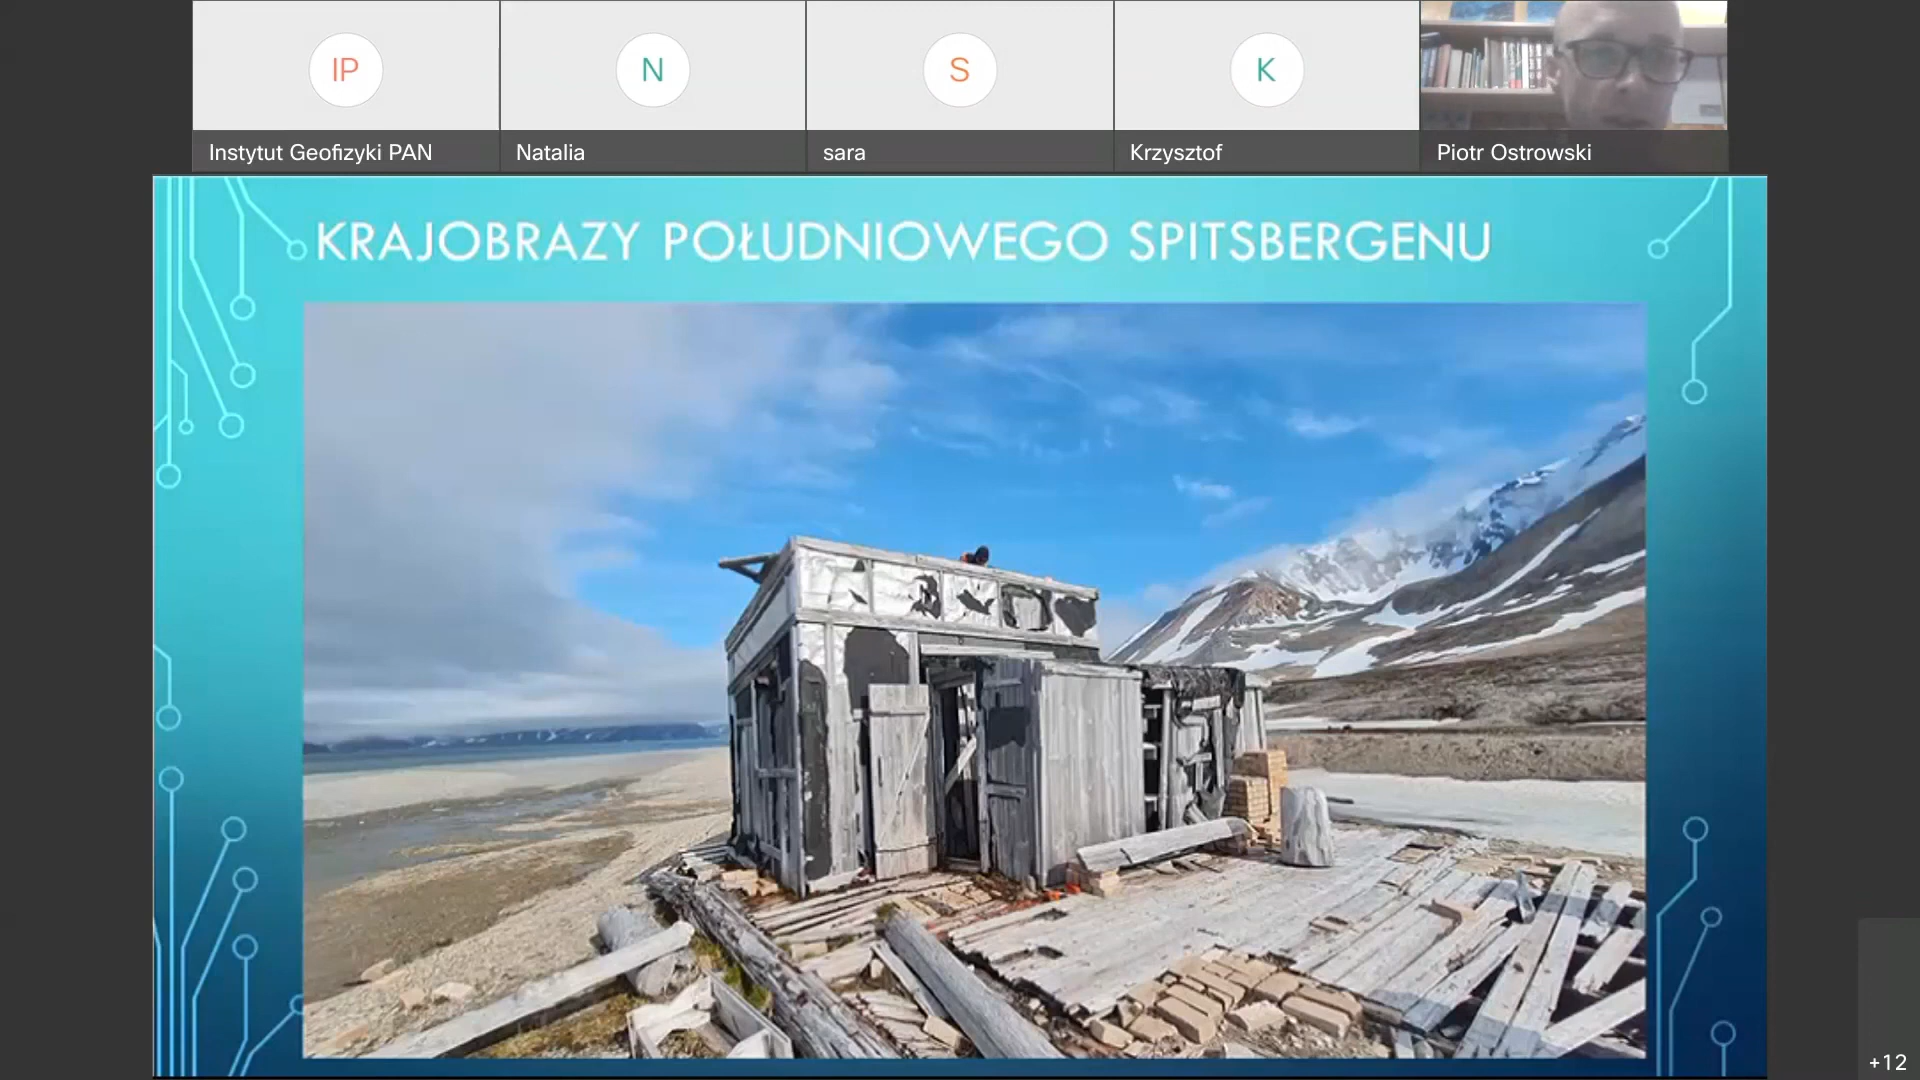 IP
N
S
K
Instytut Geofizyki PAN
Natalia
sara
Krzysztof
Piotr Ostrowski
KRAJOBRAZY POŁUDNIOWEGO SPITSBERGENU
+12